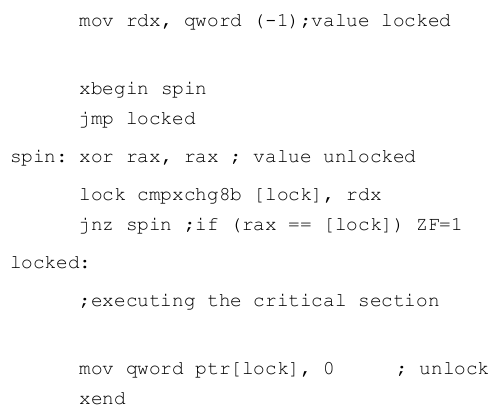 mov rdx, qword (-1);value locked
xbegin spin
jmp locked
spin: xor rax, rax ; value unlocked
lock cmpxchg8b [lock], rdx
jnz spin ;if (rax == [lock]) ZF=1
locked:
;executing the critical section
mov qword ptr[lock], 0 ; unlock
xend